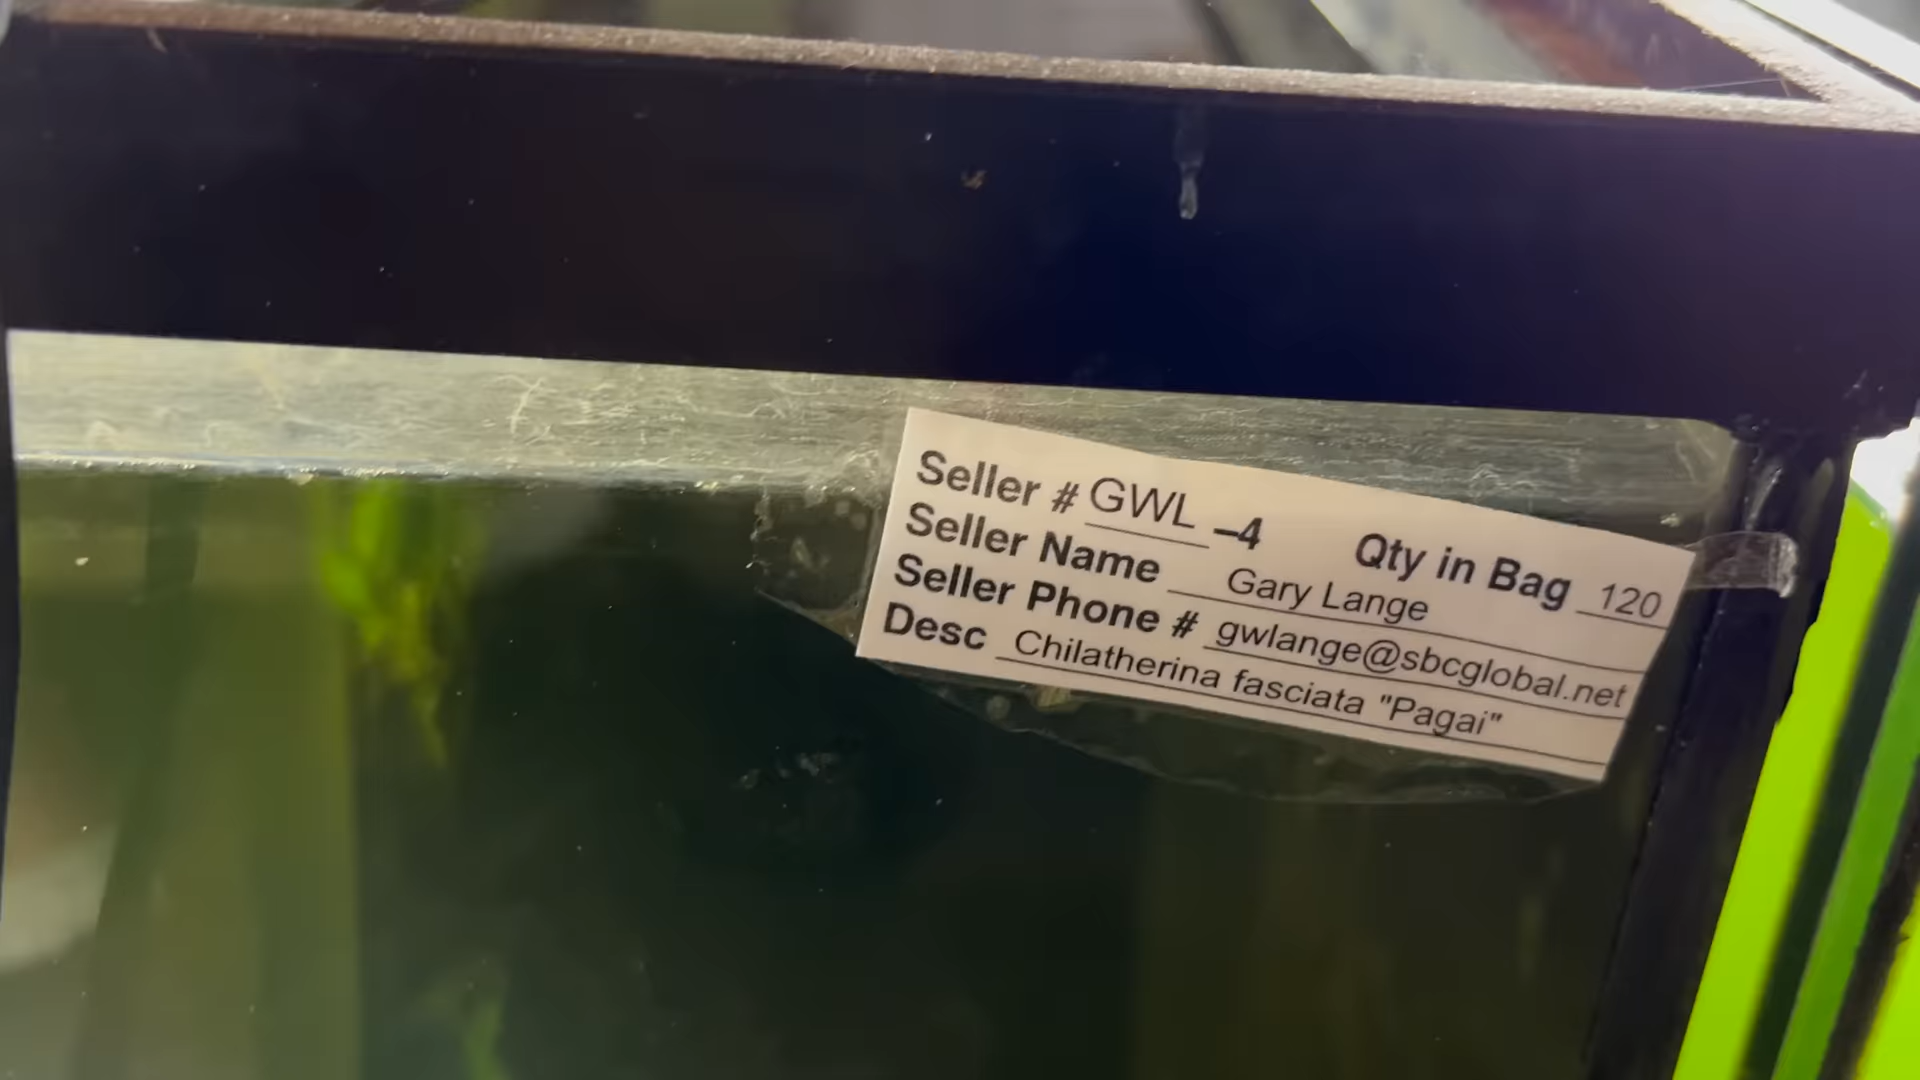 Seller # GWL –4 Qty in Bag 120
Seller Name Gary Lange
Seller Phone # gwlange@sbcglobal.net
Desc Chilatherina fasciata "Pagai"